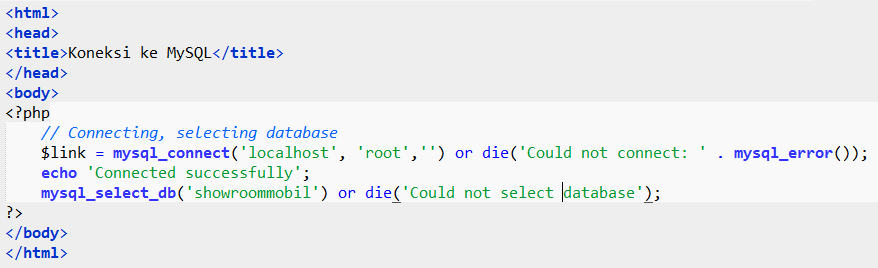 <html>
<head>
<title>Koneksi ke MySQL</title>
</head>
<body>
<?php
    // Connecting, selecting database
    $link = mysql_connect('localhost', 'root','') or die('Could not connect: ' . mysql_error());
    echo 'Connected successfully';
    mysql_select_db('showroommobil') or die('Could not select database');
?>
</body>
</html>